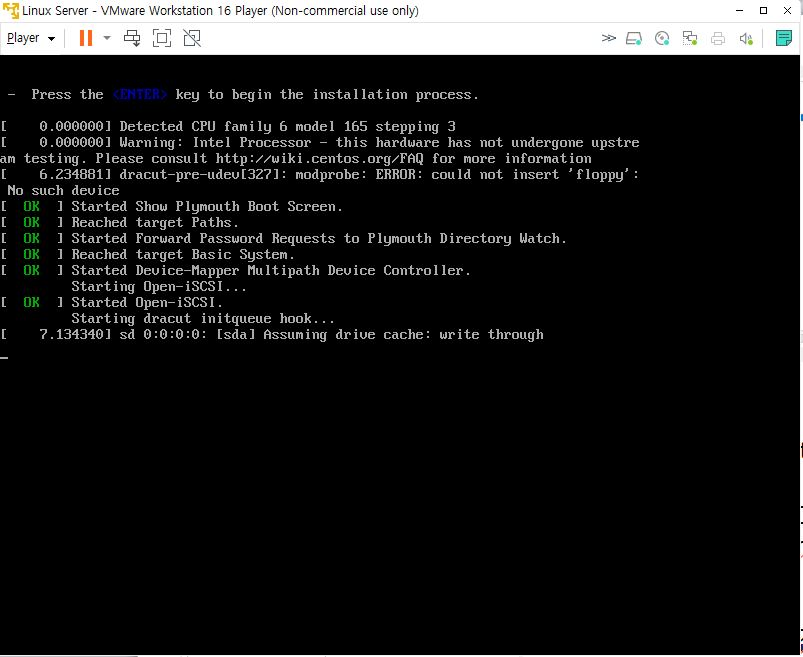 Linux Server - VMware Workstation 16 Player (Non-commercial use only)
Player
- Press the <ENTER> key to begin the installation process.
[    0.000000] Detected CPU family 6 model 165 stepping 3
[    0.000000] Warning: Intel Processor - this hardware has not undergone upstre
am testing. Please consult http://wiki.centos.org/FAQ for more information
[    6.234881] dracut-pre-udev[327]: modprobe: ERROR: could not insert 'floppy':
 No such device
[  OK  ] Started Show Plymouth Boot Screen.
[  OK  ] Reached target Paths.
[  OK  ] Started Forward Password Requests to Plymouth Directory Watch.
[  OK  ] Reached target Basic System.
[  OK  ] Started Device-Mapper Multipath Device Controller.
         Starting Open-iSCSI...
[  OK  ] Started Open-iSCSI.
         Starting dracut initqueue hook...
[    7.134340] sd 0:0:0:0: [sda] Assuming drive cache: write through